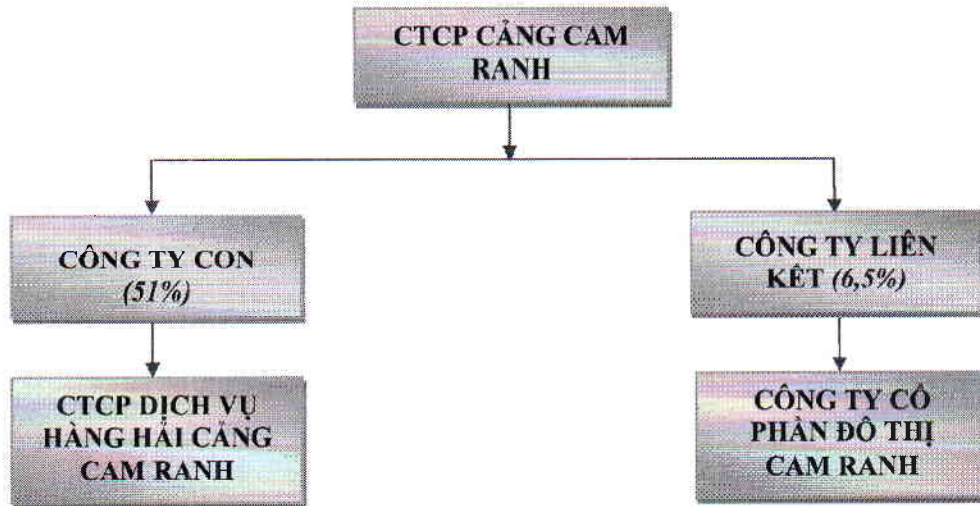 CTCP CẢNG CAM
RANH
CÔNG TY CON
(51%)
CÔNG TY LIÊN
KẾT (6,5%)
CTCP DỊCH VỤ
HÀNG HẢI CẢNG
CAM RANH
CÔNG TY CỔ
PHẦN ĐÔ THỊ
CAM RANH